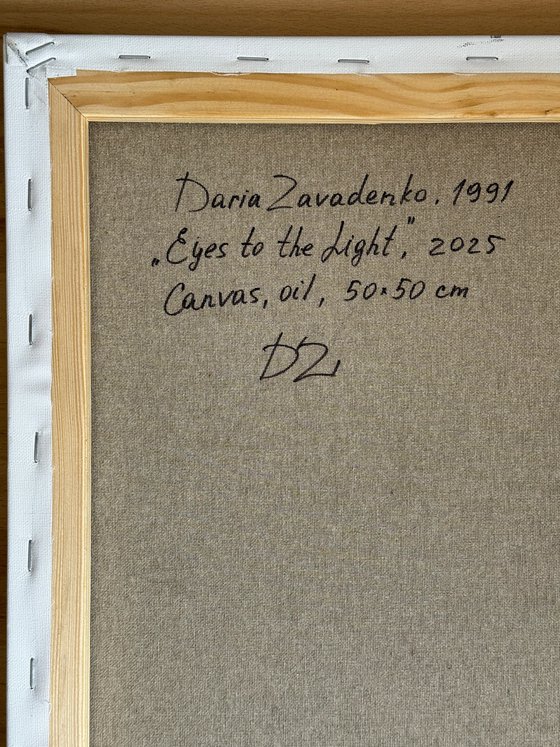 Daria Zavadenko. 1991
„Eyes to the Light”, 2025
Canvas, oil, 50×50 cm
DZ